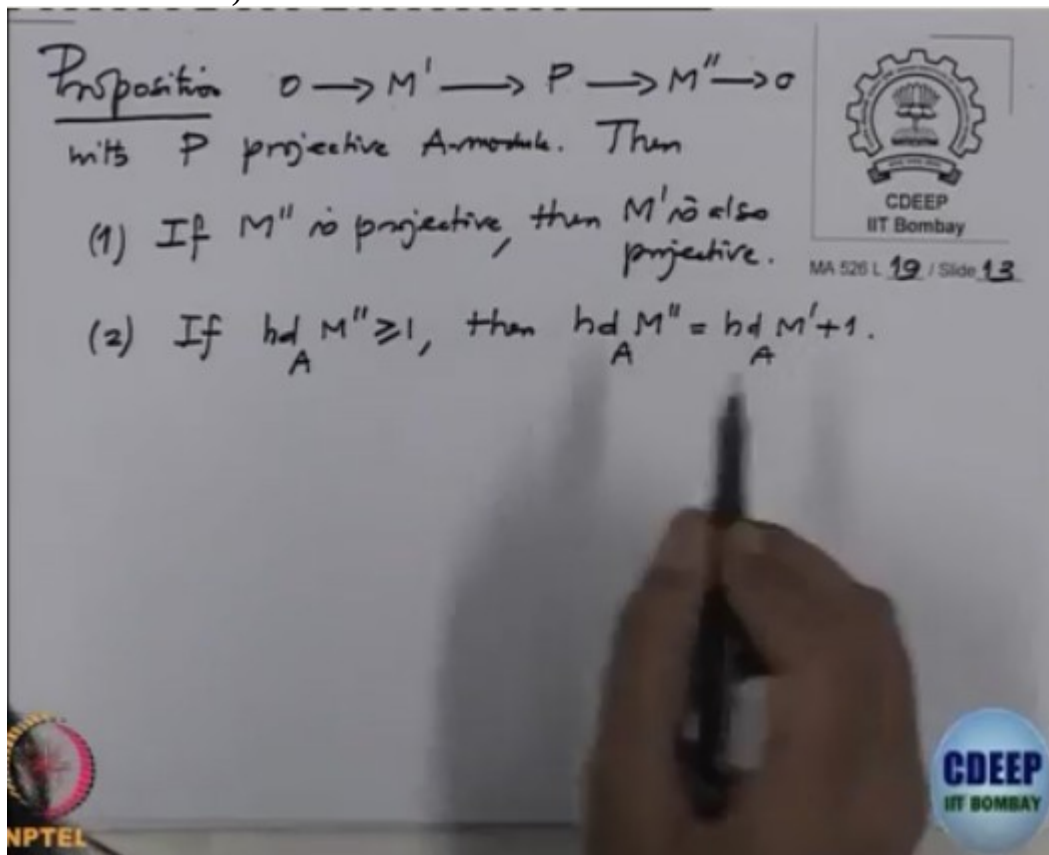 Proposition 0 → M' → P → M'' → 0
with P projective A-module. Then
(1) If M'' is projective, then M' is also
projective.
(2) If hd_A M'' ≥ 1, then hd_A M'' = hd_A M' + 1.
CDEEP
IIT Bombay
MA 526 L 19 / Slide 13
NPTEL
CDEEP
IIT BOMBAY